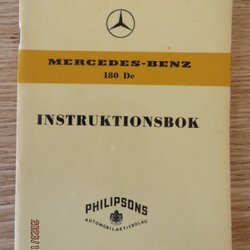 MERCEDES-BENZ
180 Dc
INSTRUKTIONSBOK
PHILIPSONS
AUTOMOBILAKTIEBOLAG